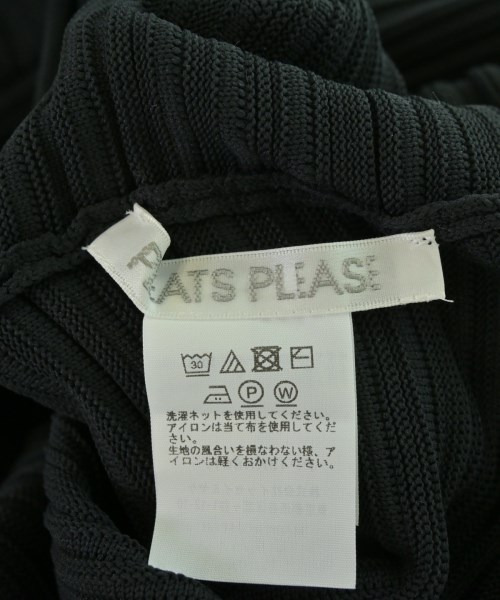 EATS PLEASE
30
P W
洗濯ネットを使用してください。
アイロンは当て布を使用してください。
生地の風合いを損なわない様、ア
イロンは軽くおかけください。